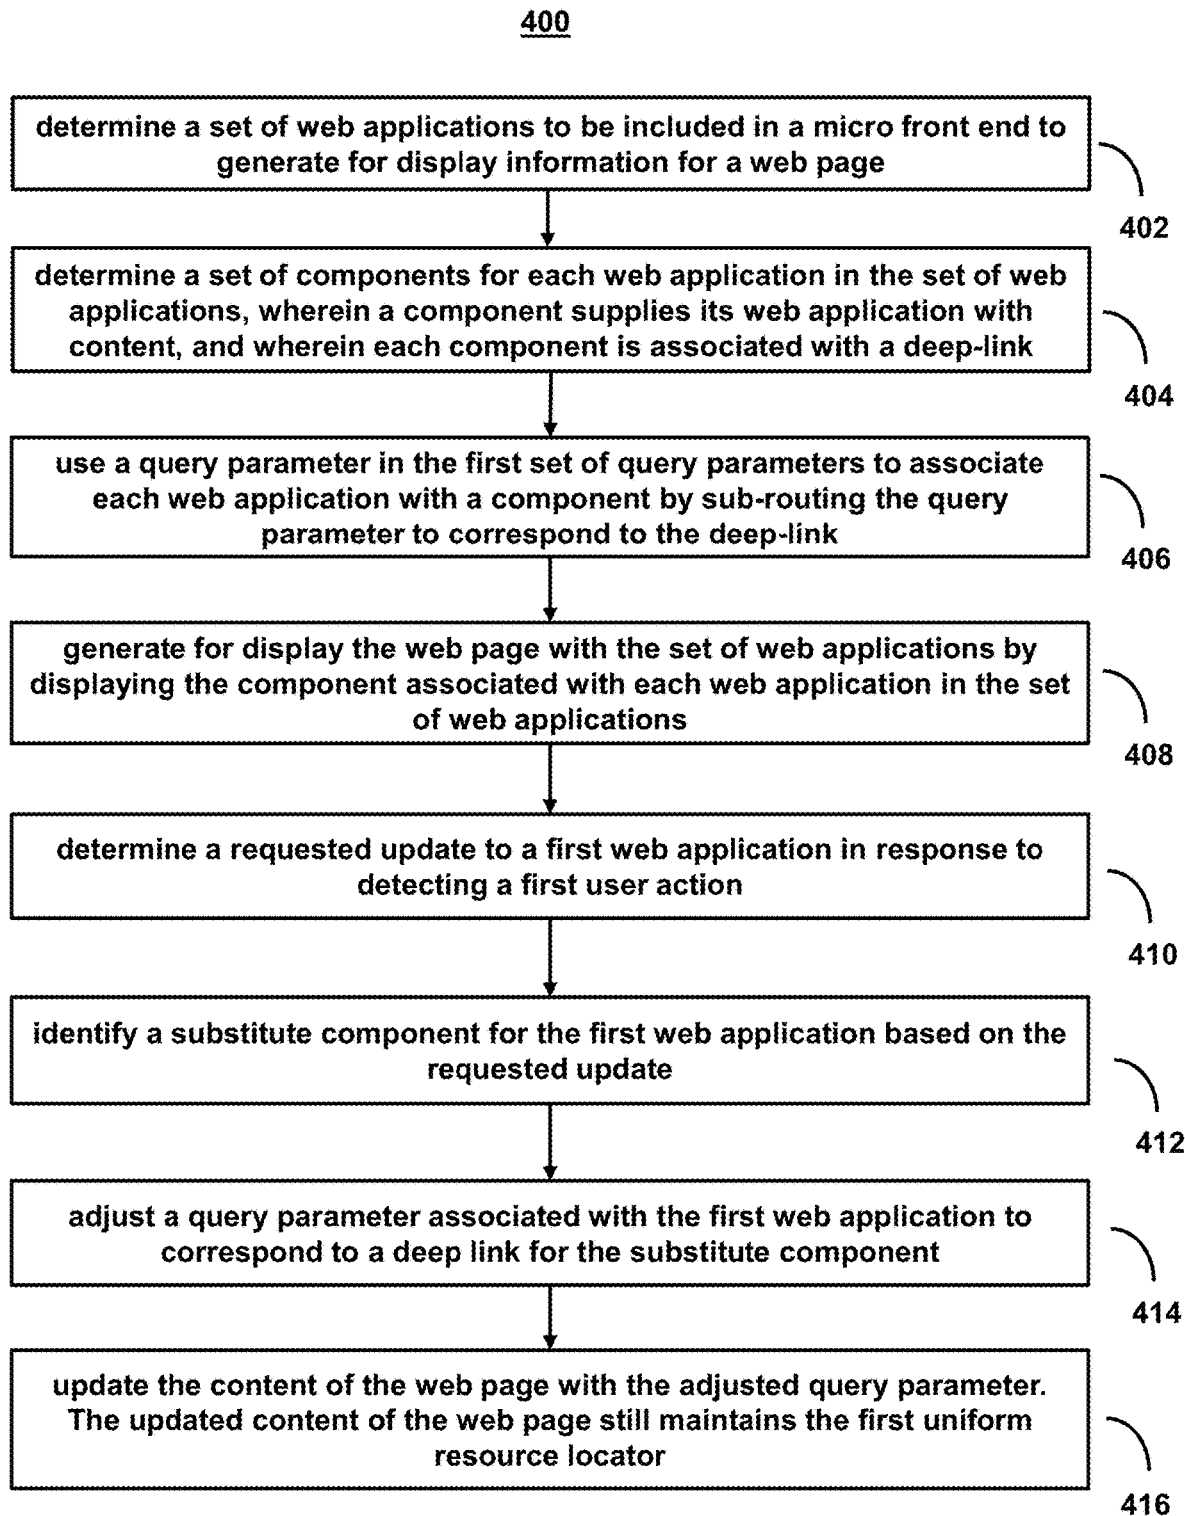 400
determine a set of web applications to be included in a micro front end to
generate for display information for a web page
402
determine a set of components for each web application in the set of web
applications, wherein a component supplies its web application with
content, and wherein each component is associated with a deep-link
404
use a query parameter in the first set of query parameters to associate
each web application with a component by sub-routing the query
parameter to correspond to the deep-link
406
generate for display the web page with the set of web applications by
displaying the component associated with each web application in the set
of web applications
408
determine a requested update to a first web application in response to
detecting a first user action
410
identify a substitute component for the first web application based on the
requested update
412
adjust a query parameter associated with the first web application to
correspond to a deep link for the substitute component
414
update the content of the web page with the adjusted query parameter.
The updated content of the web page still maintains the first uniform
resource locator
416